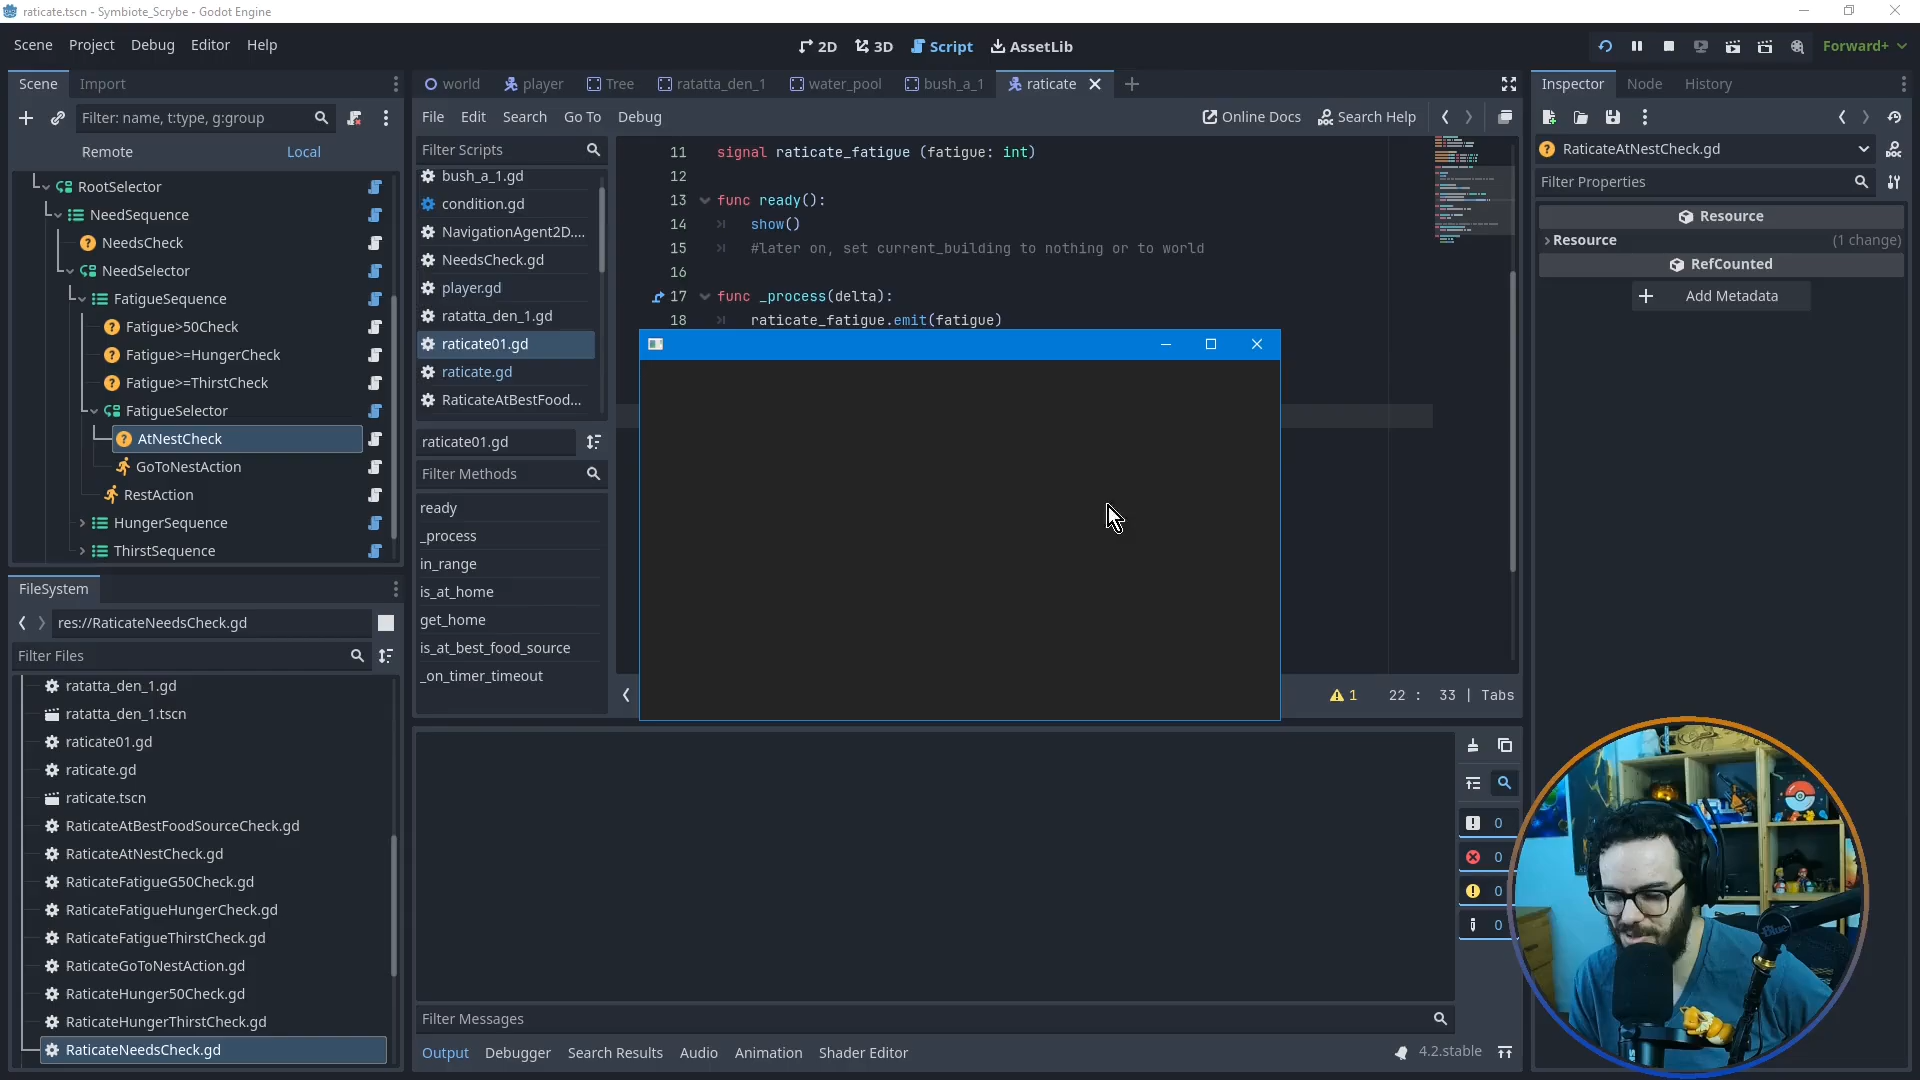 raticate.tscn - Symbiote_Scrybe - Godot Engine
Scene Project Debug Editor Help
2D 3D Script AssetLib
Forward+
Scene Import
Filter: name, t:type, g:group
Remote Local
RootSelector
NeedSequence
NeedsCheck
NeedSelector
FatigueSequence
Fatigue>50Check
Fatigue>=HungerCheck
Fatigue>=ThirstCheck
FatigueSelector
AtNestCheck
GoToNestAction
RestAction
HungerSequence
ThirstSequence
FileSystem
res://RaticateNeedsCheck.gd
Filter Files
ratatta_den_1.gd
ratatta_den_1.tscn
raticate01.gd
raticate.gd
raticate.tscn
RaticateAtBestFoodSourceCheck.gd
RaticateAtNestCheck.gd
RaticateFatigueG50Check.gd
RaticateFatigueHungerCheck.gd
RaticateFatigueThirstCheck.gd
RaticateGoToNestAction.gd
RaticateHunger50Check.gd
RaticateHungerThirstCheck.gd
RaticateNeedsCheck.gd
world player Tree ratatta_den_1 water_pool bush_a_1 raticate
File Edit Search Go To Debug
Online Docs Search Help
Filter Scripts
bush_a_1.gd
condition.gd
NavigationAgent2D....
NeedsCheck.gd
player.gd
ratatta_den_1.gd
raticate01.gd
raticate.gd
RaticateAtBestFood...
raticate01.gd
Filter Methods
ready
_process
in_range
is_at_home
get_home
is_at_best_food_source
_on_timer_timeout
11 signal raticate_fatigue (fatigue: int)
12
13 func ready():
14 show()
15 #later on, set current_building to nothing or to world
16
17 func _process(delta):
18 raticate_fatigue.emit(fatigue)
1 22 : 33 | Tabs
0
0
0
0
Filter Messages
Output Debugger Search Results Audio Animation Shader Editor
4.2.stable
Inspector Node History
RaticateAtNestCheck.gd
Filter Properties
Resource
Resource (1 change)
RefCounted
Add Metadata
Blue